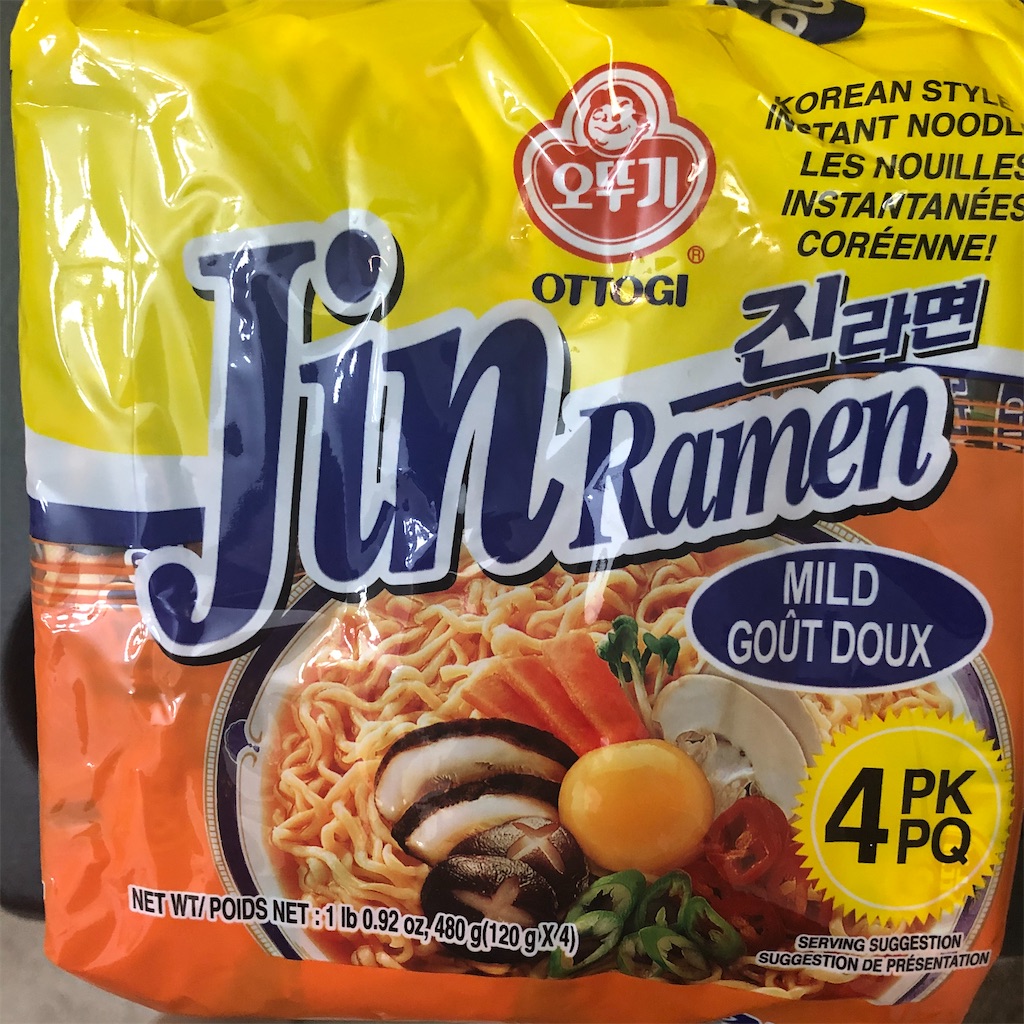 KOREAN STYLE
INSTANT NOODL
LES NOUILLES
INSTANTANÉES
CORÉENNE!
오뚜기
®
OTTOGI
진라면
Jin Ramen
MILD
GOÛT DOUX
4 PK
PQ
NET WT/ POIDS NET : 1 lb 0.92 oz, 480 g(120 g X 4)
SERVING SUGGESTION
SUGGESTION DE PRÉSENTATION